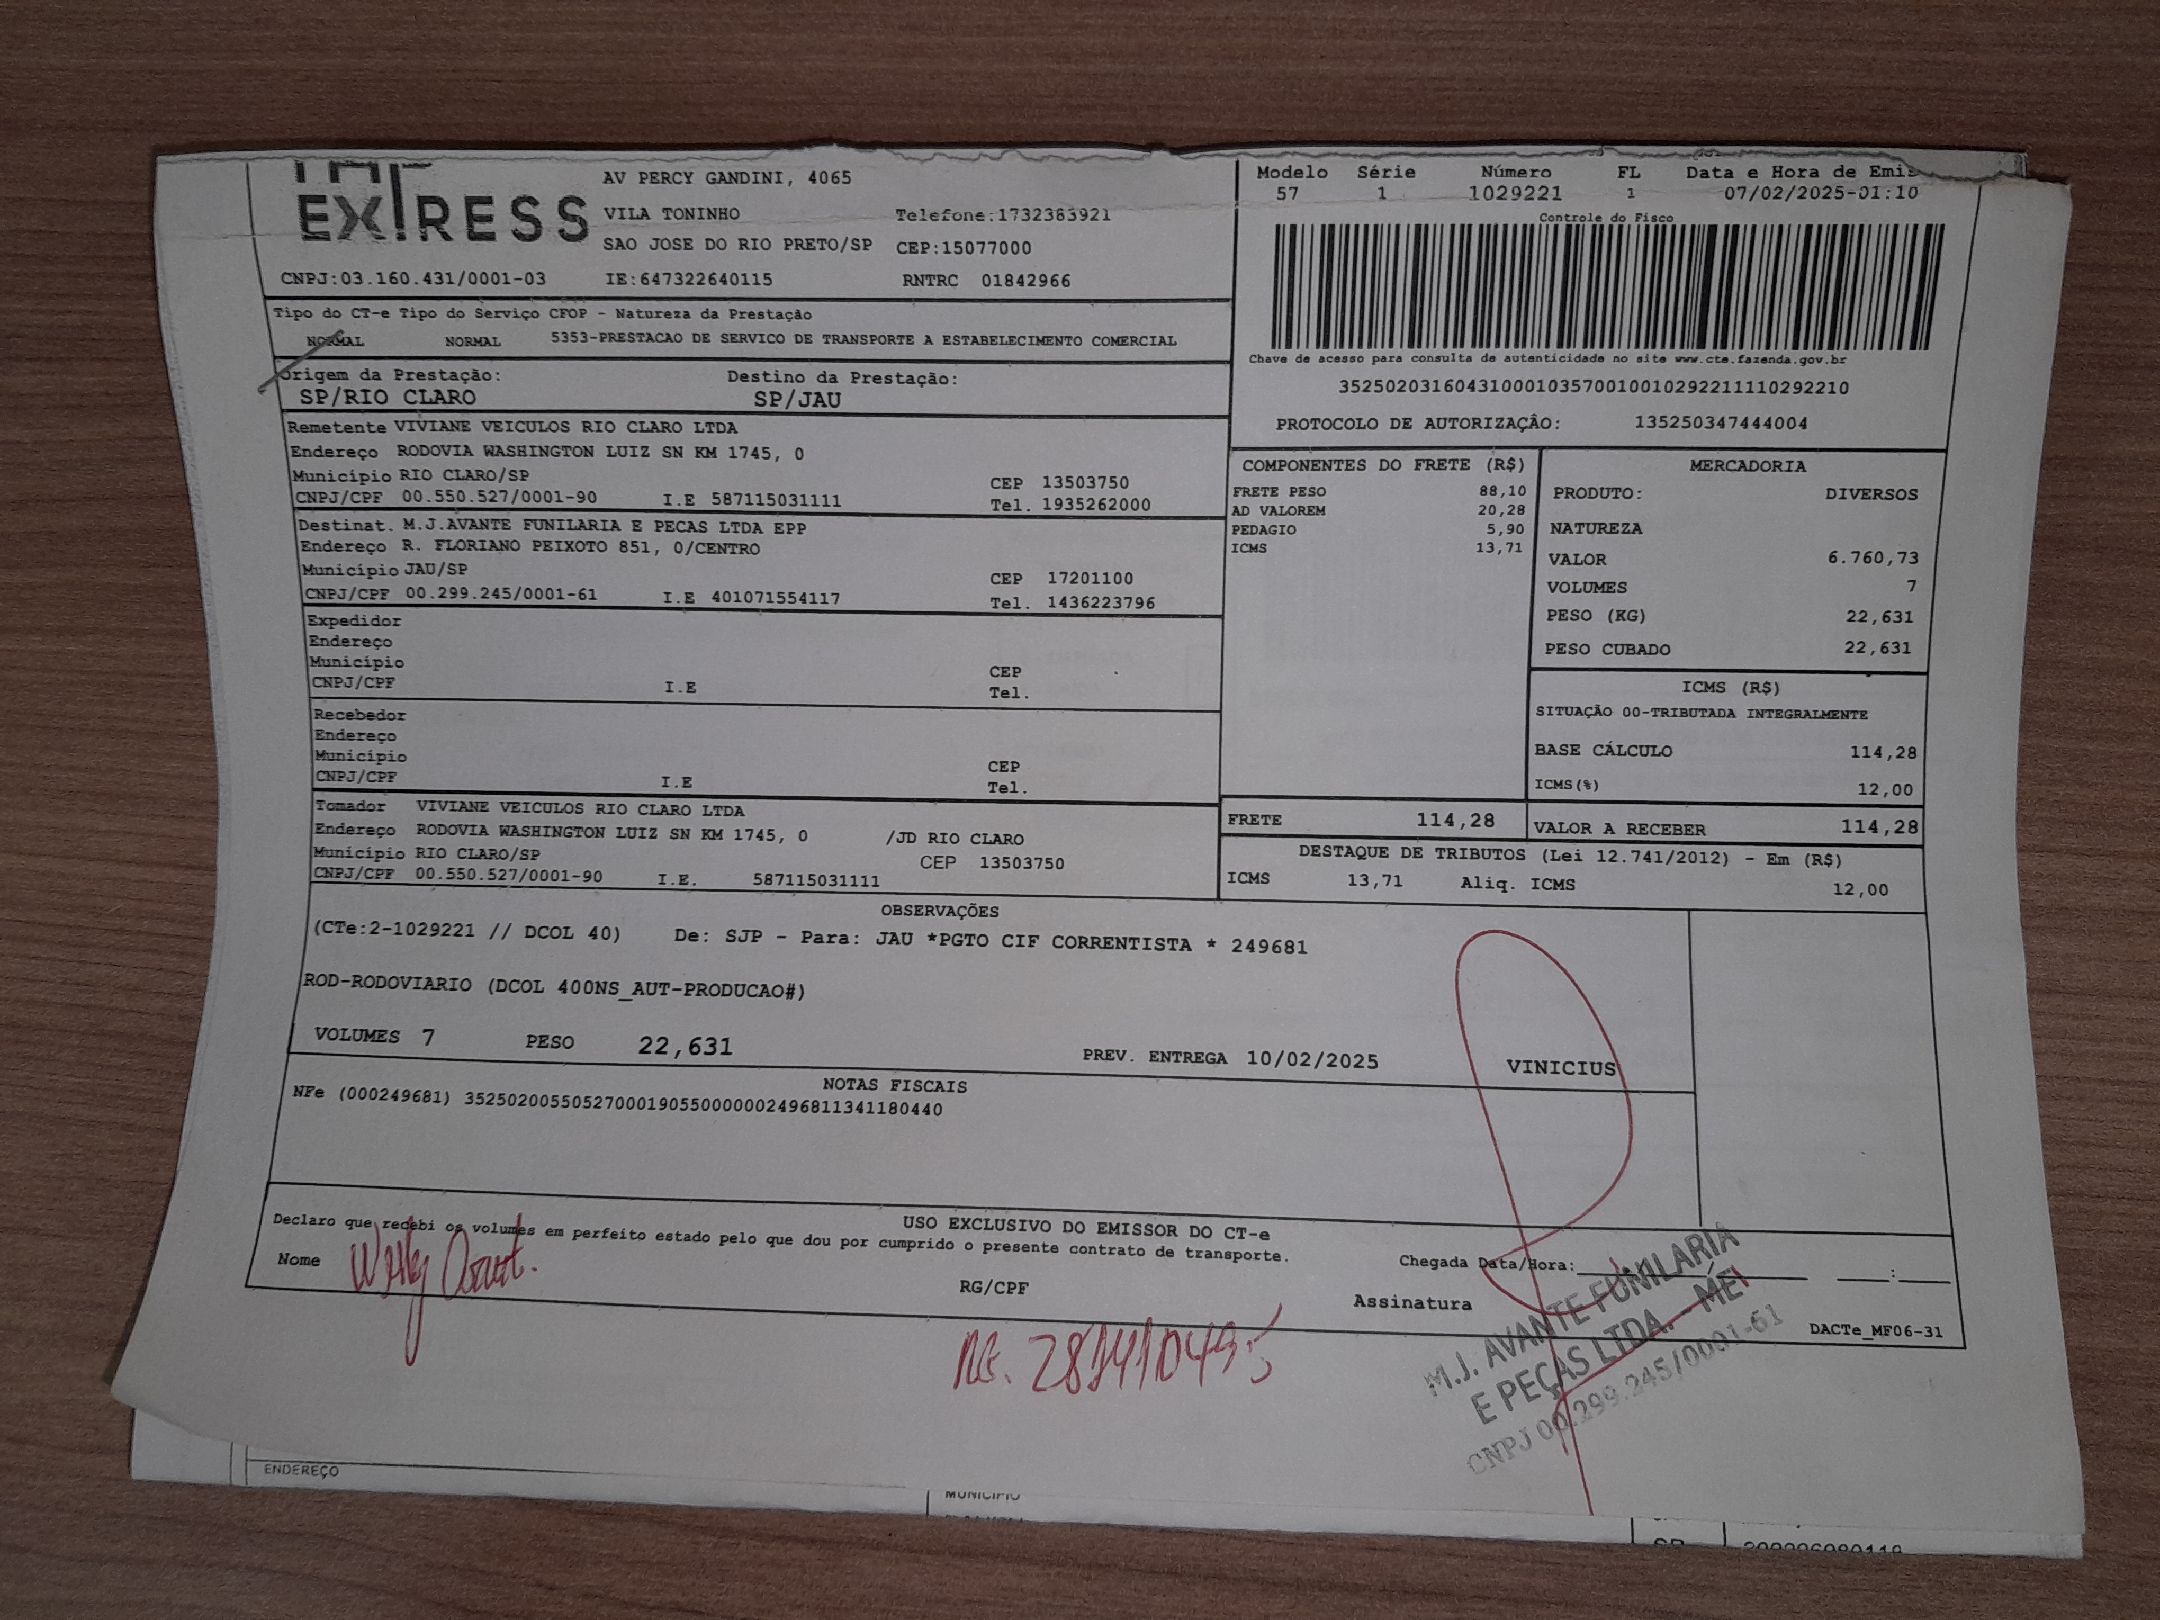 EXPRESS
AV PERCY GANDINI, 4065
VILA TONINHO Telefone:1732363921
SAO JOSE DO RIO PRETO/SP CEP:15077000
CNPJ:03.160.431/0001-03 IE:647322640115 RNTRC 01842966
Modelo Série Número FL Data e Hora de Emis
57 1 1029221 1 07/02/2025-01:10
Controle do Fisco
Chave de acesso para consulta de autenticidade no site www.cte.fazenda.gov.br
35250203160431000103570010010292211110292210
PROTOCOLO DE AUTORIZAÇÂO: 135250347444004
Tipo do CT-e Tipo do Serviço CFOP - Natureza da Prestação
NORMAL NORMAL 5353-PRESTACAO DE SERVICO DE TRANSPORTE A ESTABELECIMENTO COMERCIAL
Origem da Prestação: Destino da Prestação:
SP/RIO CLARO SP/JAU
Remetente VIVIANE VEICULOS RIO CLARO LTDA
Endereço RODOVIA WASHINGTON LUIZ SN KM 1745, 0
Município RIO CLARO/SP CEP 13503750
CNPJ/CPF 00.550.527/0001-90 I.E 587115031111 Tel. 1935262000
Destinat. M.J.AVANTE FUNILARIA E PECAS LTDA EPP
Endereço R. FLORIANO PEIXOTO 851, 0/CENTRO
Município JAU/SP CEP 17201100
CNPJ/CPF 00.299.245/0001-61 I.E 401071554117 Tel. 1436223796
Expedidor
Endereço
Município CEP
CNPJ/CPF I.E Tel.
Recebedor
Endereço
Município CEP
CNPJ/CPF I.E Tel.
Tomador VIVIANE VEICULOS RIO CLARO LTDA
Endereço RODOVIA WASHINGTON LUIZ SN KM 1745, 0 /JD RIO CLARO
Município RIO CLARO/SP CEP 13503750
CNPJ/CPF 00.550.527/0001-90 I.E. 587115031111
COMPONENTES DO FRETE (R$)
FRETE PESO 88,10
AD VALOREM 20,28
PEDAGIO 5,90
ICMS 13,71
MERCADORIA
PRODUTO: DIVERSOS
NATUREZA
VALOR 6.760,73
VOLUMES 7
PESO (KG) 22,631
PESO CUBADO 22,631
ICMS (R$)
SITUAÇÃO 00-TRIBUTADA INTEGRALMENTE
BASE CÁLCULO 114,28
ICMS(%) 12,00
FRETE 114,28 VALOR A RECEBER 114,28
DESTAQUE DE TRIBUTOS (Lei 12.741/2012) - Em (R$)
ICMS 13,71 Aliq. ICMS 12,00
OBSERVAÇÕES
(CTe:2-1029221 // DCOL 40) De: SJP - Para: JAU *PGTO CIF CORRENTISTA * 249681
ROD-RODOVIARIO (DCOL 400NS_AUT-PRODUCAO#)
VOLUMES 7 PESO 22,631 PREV. ENTREGA 10/02/2025 VINICIUS
NOTAS FISCAIS
NFe (000249681) 35250200550527000190550000002496811341180440
USO EXCLUSIVO DO EMISSOR DO CT-e
Declaro que recebi os volumes em perfeito estado pelo que dou por cumprido o presente contrato de transporte.
Nome RG/CPF Chegada Data/Hora: ____ __:__
Assinatura
DACTe_MF06-31
M.J. AVANTE FUNILARIA
E PEÇAS LTDA. - ME
CNPJ 00.299.245/0001-61
ENDEREÇO
MUNICÍPIO